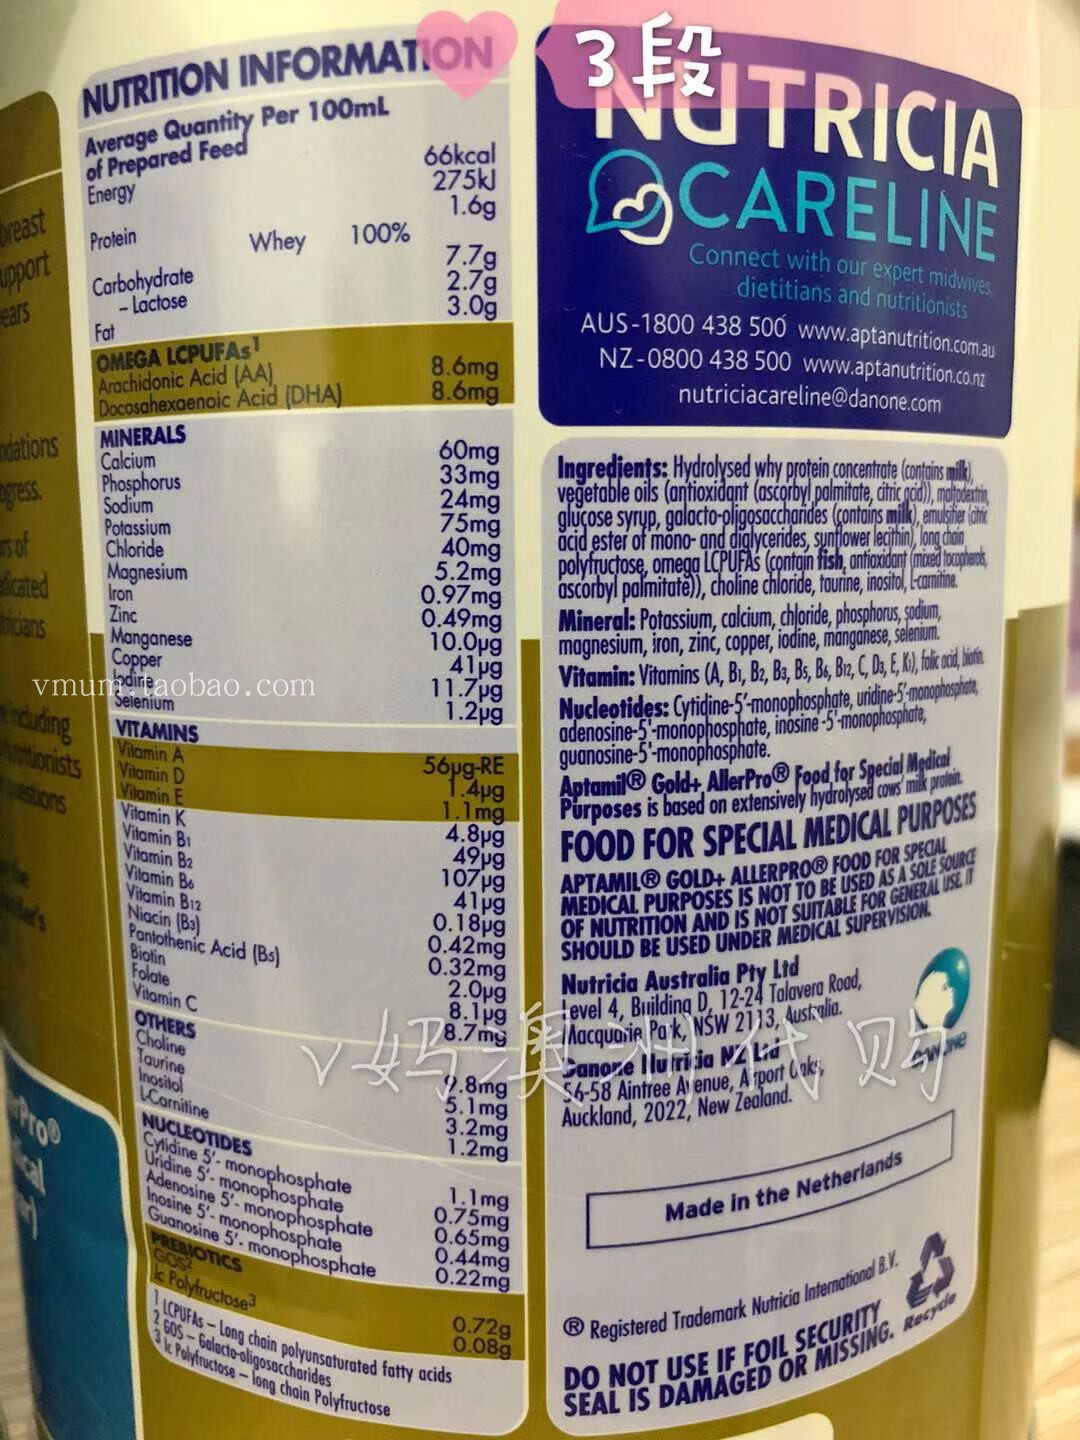 3段
NUTRITION INFORMATION
Average Quantity Per 100mL
of Prepared Feed
Energy 66kcal
275kJ
Protein Whey 100% 1.6g
Carbohydrate 7.7g
– Lactose 2.7g
Fat 3.0g
OMEGA LCPUFAs1
Arachidonic Acid (AA) 8.6mg
Docosahexaenoic Acid (DHA) 8.6mg
MINERALS
Calcium 60mg
Phosphorus 33mg
Sodium 24mg
Potassium 75mg
Chloride 40mg
Magnesium 5.2mg
Iron 0.97mg
Zinc 0.49mg
Manganese 10.0µg
Copper 41µg
Iodine 11.7µg
Selenium 1.2µg
vmum.taobao.com
VITAMINS
Vitamin A 56µg-RE
Vitamin D 1.4µg
Vitamin E 1.1mg
Vitamin K 4.8µg
Vitamin B1 49µg
Vitamin B2 107µg
Vitamin B6 41µg
Vitamin B12 0.18µg
Niacin (B3) 0.42mg
Pantothenic Acid (B5) 0.32mg
Biotin 2.0µg
Folate 8.1µg
Vitamin C 8.7mg
OTHERS
Choline 9.8mg
Taurine 5.1mg
Inositol 3.2mg
L-Carnitine 1.2mg
NUCLEOTIDES
Cytidine 5'- monophosphate 1.1mg
Uridine 5'- monophosphate 0.75mg
Adenosine 5'- monophosphate 0.65mg
Inosine 5'- monophosphate 0.44mg
Guanosine 5'- monophosphate 0.22mg
PREBIOTICS
GOS2 0.72g
lc Polyfructose3 0.08g
1 LCPUFAs – Long chain polyunsaturated fatty acids
2 GOS – Galacto-oligosaccharides
3 lc Polyfructose – long chain Polyfructose
NUTRICIA
CARELINE
Connect with our expert midwives,
dietitians and nutritionists
AUS-1800 438 500 www.aptanutrition.com.au
NZ-0800 438 500 www.aptanutrition.co.nz
nutriciacareline@danone.com
Ingredients: Hydrolysed why protein concentrate (contains milk),
vegetable oils (antioxidant (ascorbyl palmitate, citric acid)), maltodextrin,
glucose syrup, galacto-oligosaccharides (contains milk), emulsifier (citric
acid ester of mono- and diglycerides, sunflower lecithin), long chain
polyfructose, omega LCPUFAs (contain fish, antioxidant (mixed tocopherols,
ascorbyl palmitate)), choline chloride, taurine, inositol, L-carnitine.
Mineral: Potassium, calcium, chloride, phosphorus, sodium,
magnesium, iron, zinc, copper, iodine, manganese, selenium.
Vitamin: Vitamins (A, B1, B2, B3, B5, B6, B12, C, D3, E, K1), folic acid, biotin.
Nucleotides: Cytidine-5'-monophosphate, uridine-5'-monophosphate,
adenosine-5'-monophosphate, inosine -5'-monophosphate,
guanosine-5'-monophosphate.
Aptamil® Gold+ AllerPro® Food for Special Medical
Purposes is based on extensively hydrolysed cows' milk protein.
FOOD FOR SPECIAL MEDICAL PURPOSES
APTAMIL® GOLD+ ALLERPRO® FOOD FOR SPECIAL
MEDICAL PURPOSES IS NOT TO BE USED AS A SOLE SOURCE
OF NUTRITION AND IS NOT SUITABLE FOR GENERAL USE. IT
SHOULD BE USED UNDER MEDICAL SUPERVISION.
Nutricia Australia Pty Ltd
Level 4, Building D, 12-24 Talavera Road,
Macquarie Park, NSW 2113, Australia.
v妈澳洲代购
Danone Nutricia NZ Ltd
56-58 Aintree Avenue, Airport Oaks,
Auckland, 2022, New Zealand.
DANONE
Made in the Netherlands
® Registered Trademark Nutricia International B.V.
Recycle
DO NOT USE IF FOIL SECURITY
SEAL IS DAMAGED OR MISSING.